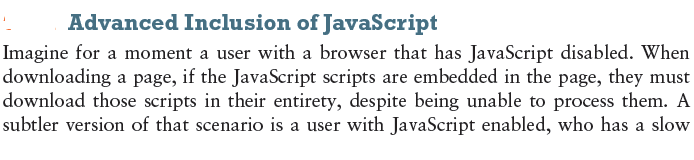 Advanced Inclusion of JavaScript
Imagine for a moment a user with a browser that has JavaScript disabled. When
downloading a page, if the JavaScript scripts are embedded in the page, they must
download those scripts in their entirety, despite being unable to process them. A
subtler version of that scenario is a user with JavaScript enabled, who has a slow